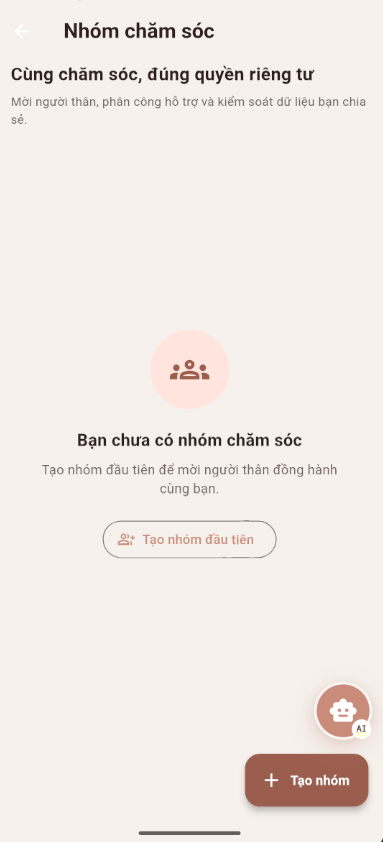 Nhóm chăm sóc
Cùng chăm sóc, đúng quyền riêng tư
Mời người thân, phân công hỗ trợ và kiểm soát dữ liệu bạn chia
sẻ.
Bạn chưa có nhóm chăm sóc
Tạo nhóm đầu tiên để mời người thân đồng hành
cùng bạn.
Tạo nhóm đầu tiên
AI
Tạo nhóm